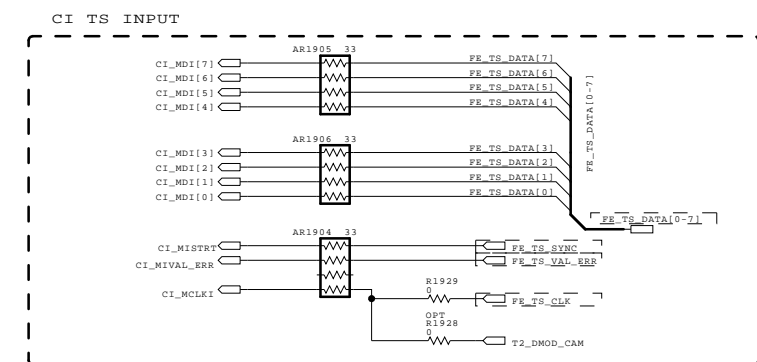 CI TS INPUT
AR1905 33
CI_MDI[7] FE_TS_DATA[7]
CI_MDI[6] FE_TS_DATA[6]
CI_MDI[5] FE_TS_DATA[5]
CI_MDI[4] FE_TS_DATA[4]
FE_TS_DATA[0-7]
AR1906 33
CI_MDI[3] FE_TS_DATA[3]
CI_MDI[2] FE_TS_DATA[2]
CI_MDI[1] FE_TS_DATA[1]
CI_MDI[0] FE_TS_DATA[0]
FE_TS_DATA[0-7]
AR1904 33
CI_MISTRT FE_TS_SYNC
CI_MIVAL_ERR FE_TS_VAL_ERR
R1929
0
CI_MCLKI FE_TS_CLK
OPT
R1928
0
T2_DMOD_CAM